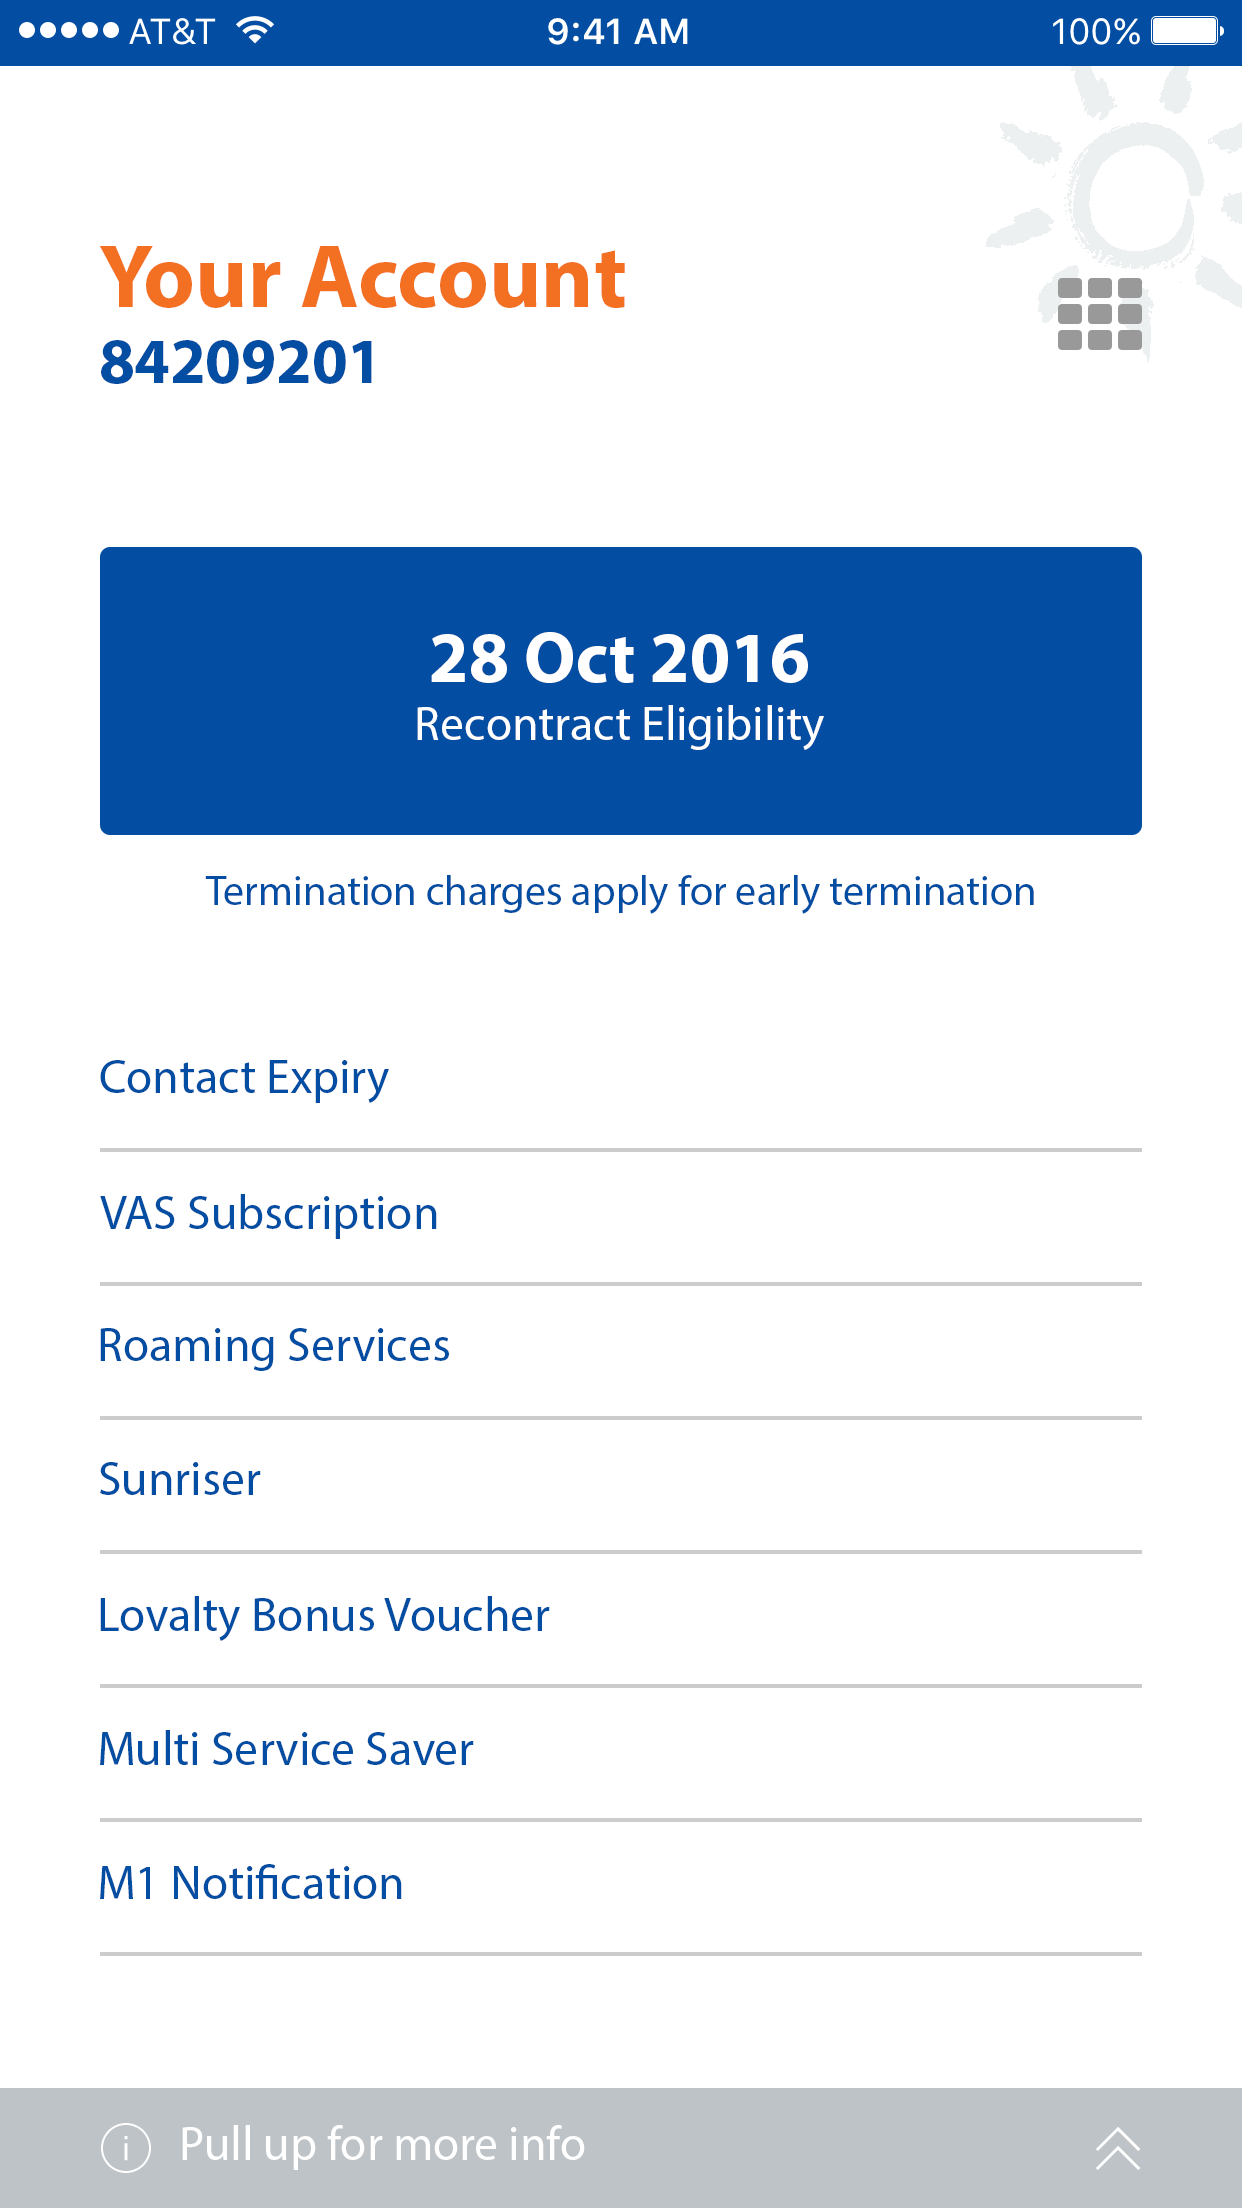 AT&T 9:41 AM 100%
Your Account
84209201
28 Oct 2016
Recontract Eligibility
Termination charges apply for early termination
Contact Expiry
VAS Subscription
Roaming Services
Sunriser
Lovalty Bonus Voucher
Multi Service Saver
M1 Notification
i Pull up for more info